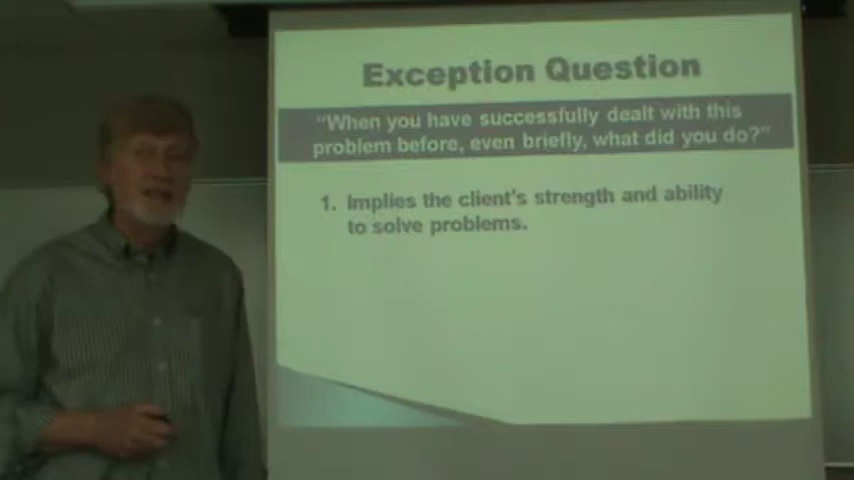 Exception Question
“When you have successfully dealt with this
problem before, even briefly, what did you do?”
1. Implies the client's strength and ability
to solve problems.